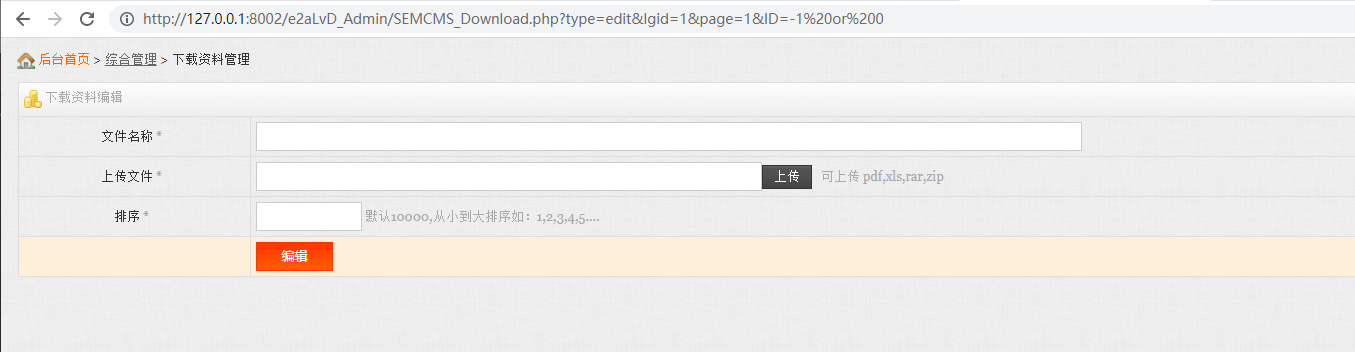 http://127.0.0.1:8002/e2aLvD_Admin/SEMCMS_Download.php?type=edit&lgid=1&page=1&ID=-1%20or%200
后台首页 > 综合管理 > 下载资料管理
下载资料编辑
文件名称 *
上传文件 * 上传 可上传 pdf,xls,rar,zip
排序 * 默认10000,从小到大排序如：1,2,3,4,5....
编辑